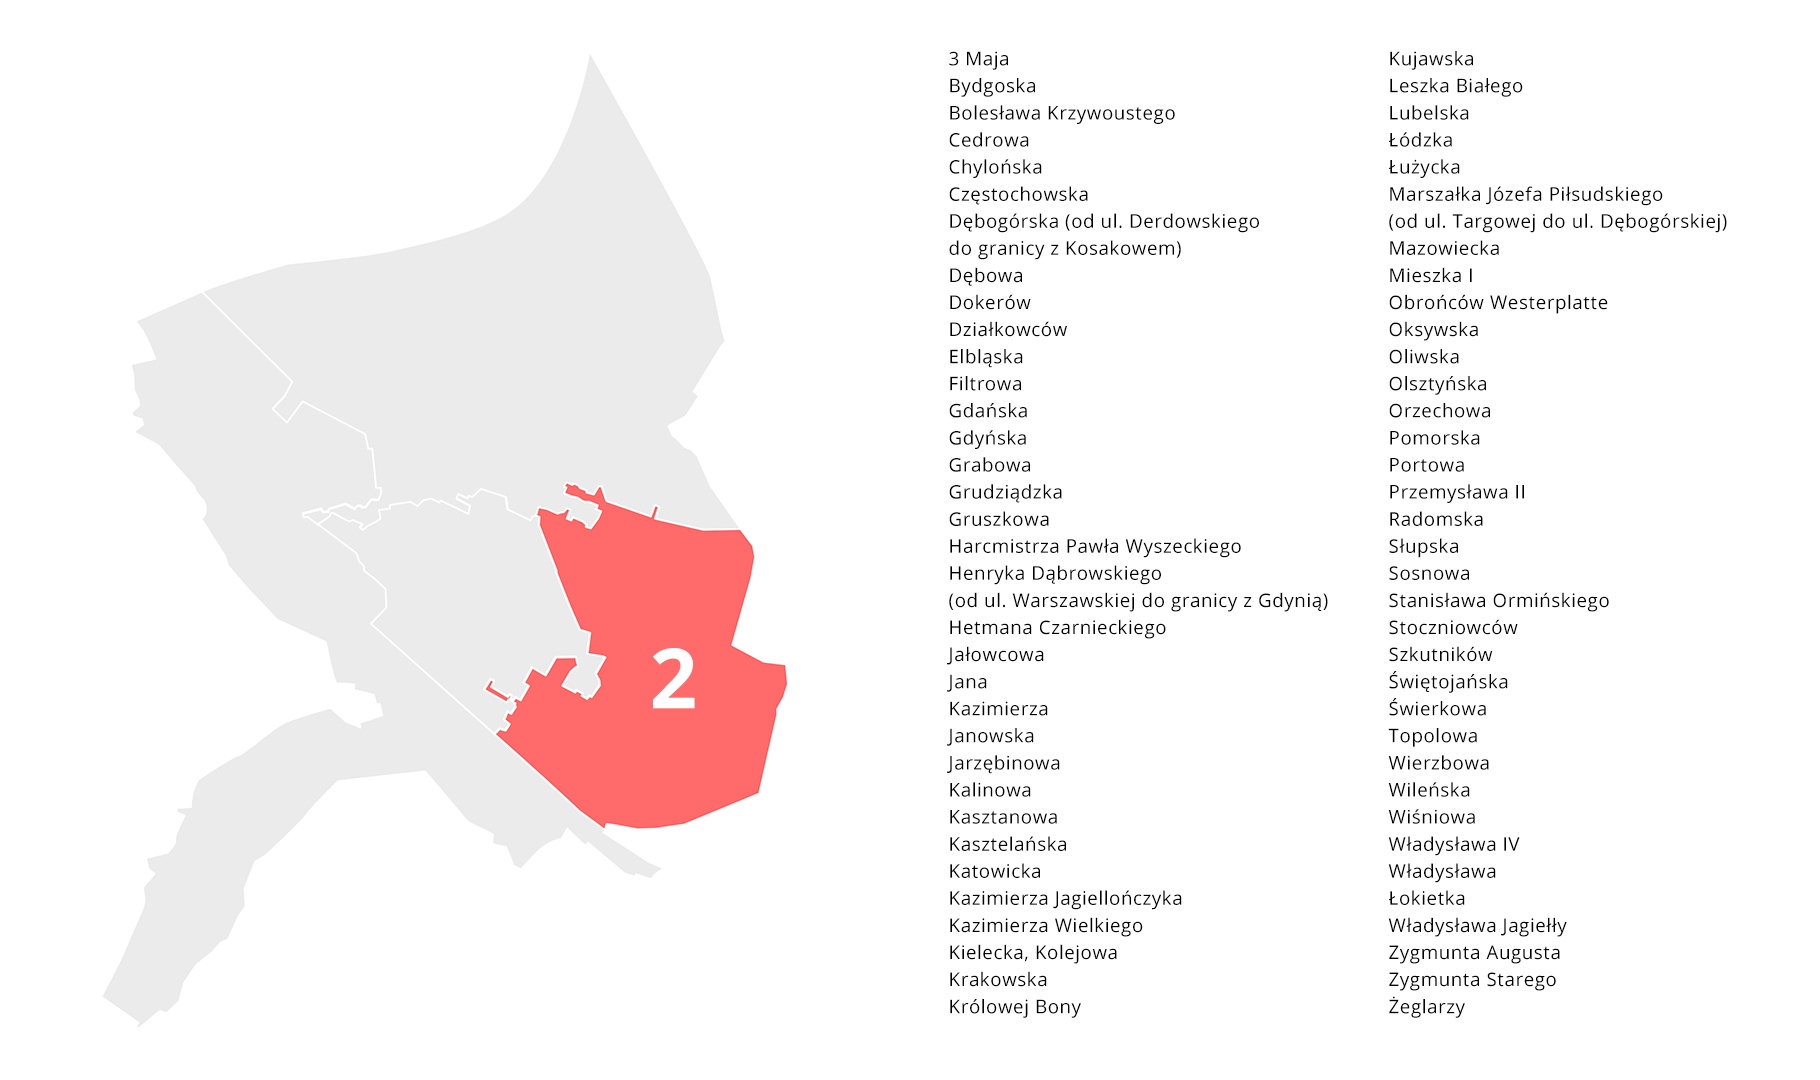 2
3 Maja
Bydgoska
Bolesława Krzywoustego
Cedrowa
Chylońska
Częstochowska
Dębogórska (od ul. Derdowskiego
do granicy z Kosakowem)
Dębowa
Dokerów
Działkowców
Elbląska
Filtrowa
Gdańska
Gdyńska
Grabowa
Grudziądzka
Gruszkowa
Harcmistrza Pawła Wyszeckiego
Henryka Dąbrowskiego
(od ul. Warszawskiej do granicy z Gdynią)
Hetmana Czarnieckiego
Jałowcowa
Jana
Kazimierza
Janowska
Jarzębinowa
Kalinowa
Kasztanowa
Kasztelańska
Katowicka
Kazimierza Jagiellończyka
Kazimierza Wielkiego
Kielecka, Kolejowa
Krakowska
Królowej Bony
Kujawska
Leszka Białego
Lubelska
Łódzka
Łużycka
Marszałka Józefa Piłsudskiego
(od ul. Targowej do ul. Dębogórskiej)
Mazowiecka
Mieszka I
Obrońców Westerplatte
Oksywska
Oliwska
Olsztyńska
Orzechowa
Pomorska
Portowa
Przemysława II
Radomska
Słupska
Sosnowa
Stanisława Ormińskiego
Stoczniowców
Szkutników
Świętojańska
Świerkowa
Topolowa
Wierzbowa
Wileńska
Wiśniowa
Władysława IV
Władysława
Łokietka
Władysława Jagiełły
Zygmunta Augusta
Zygmunta Starego
Żeglarzy